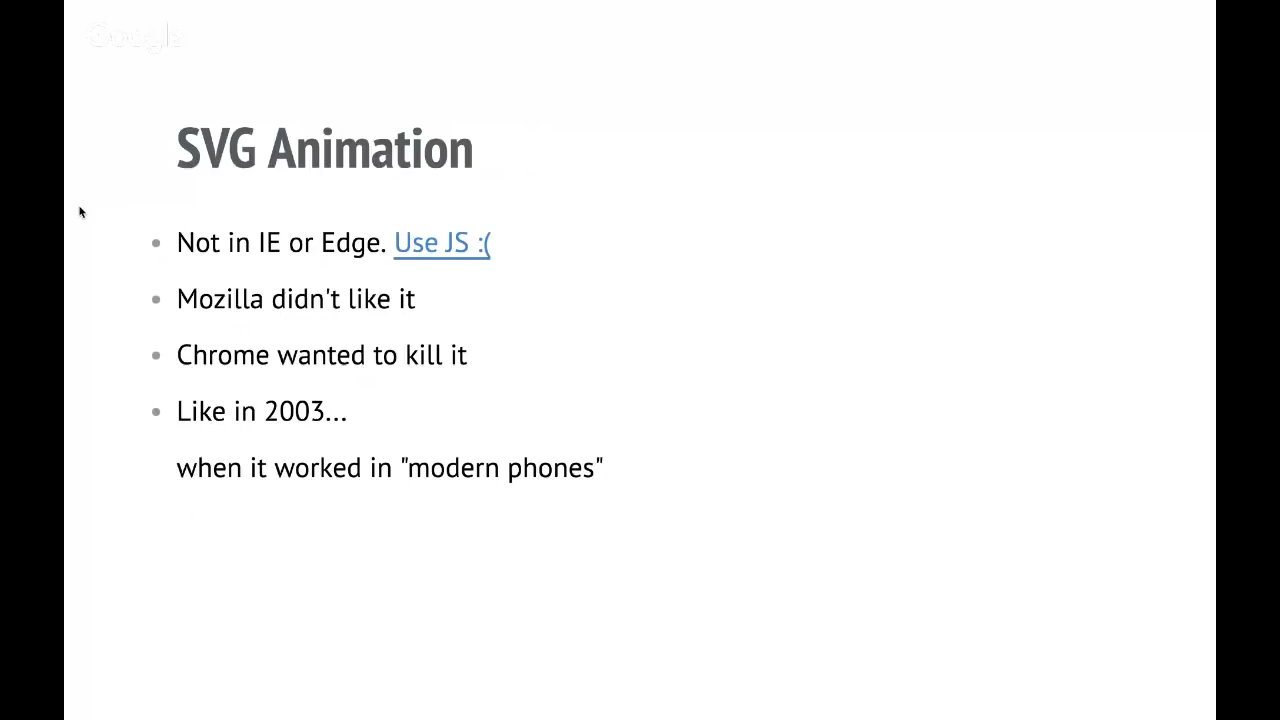 Google
SVG Animation
Not in IE or Edge. Use JS :(
Mozilla didn't like it
Chrome wanted to kill it
Like in 2003...
when it worked in "modern phones"